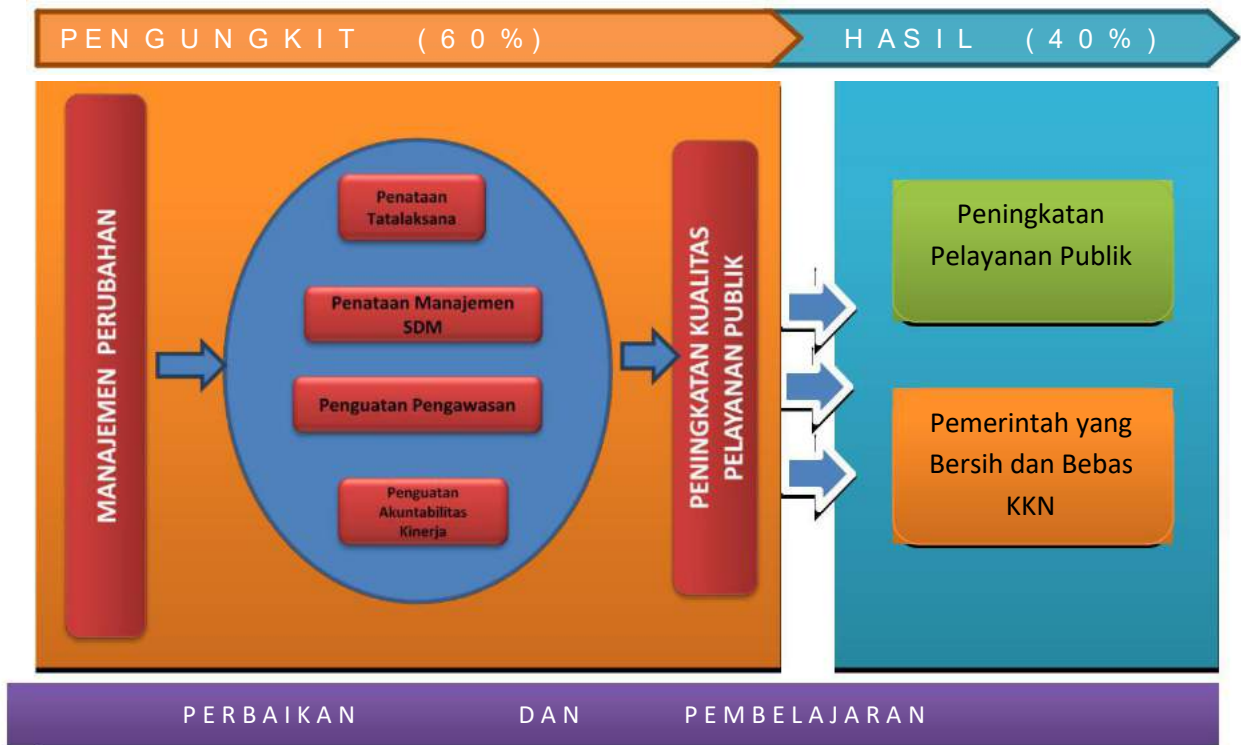 PENGUNGKIT (60%)
HASIL (40%)
MANAJEMEN PERUBAHAN
Penataan
Tatalaksana
Penataan Manajemen
SDM
Penguatan Pengawasan
Penguatan
Akuntabilitas
Kinerja
PENINGKATAN KUALITAS
PELAYANAN PUBLIK
Peningkatan
Pelayanan Publik
Pemerintah yang
Bersih dan Bebas
KKN
PERBAIKAN DAN PEMBELAJARAN